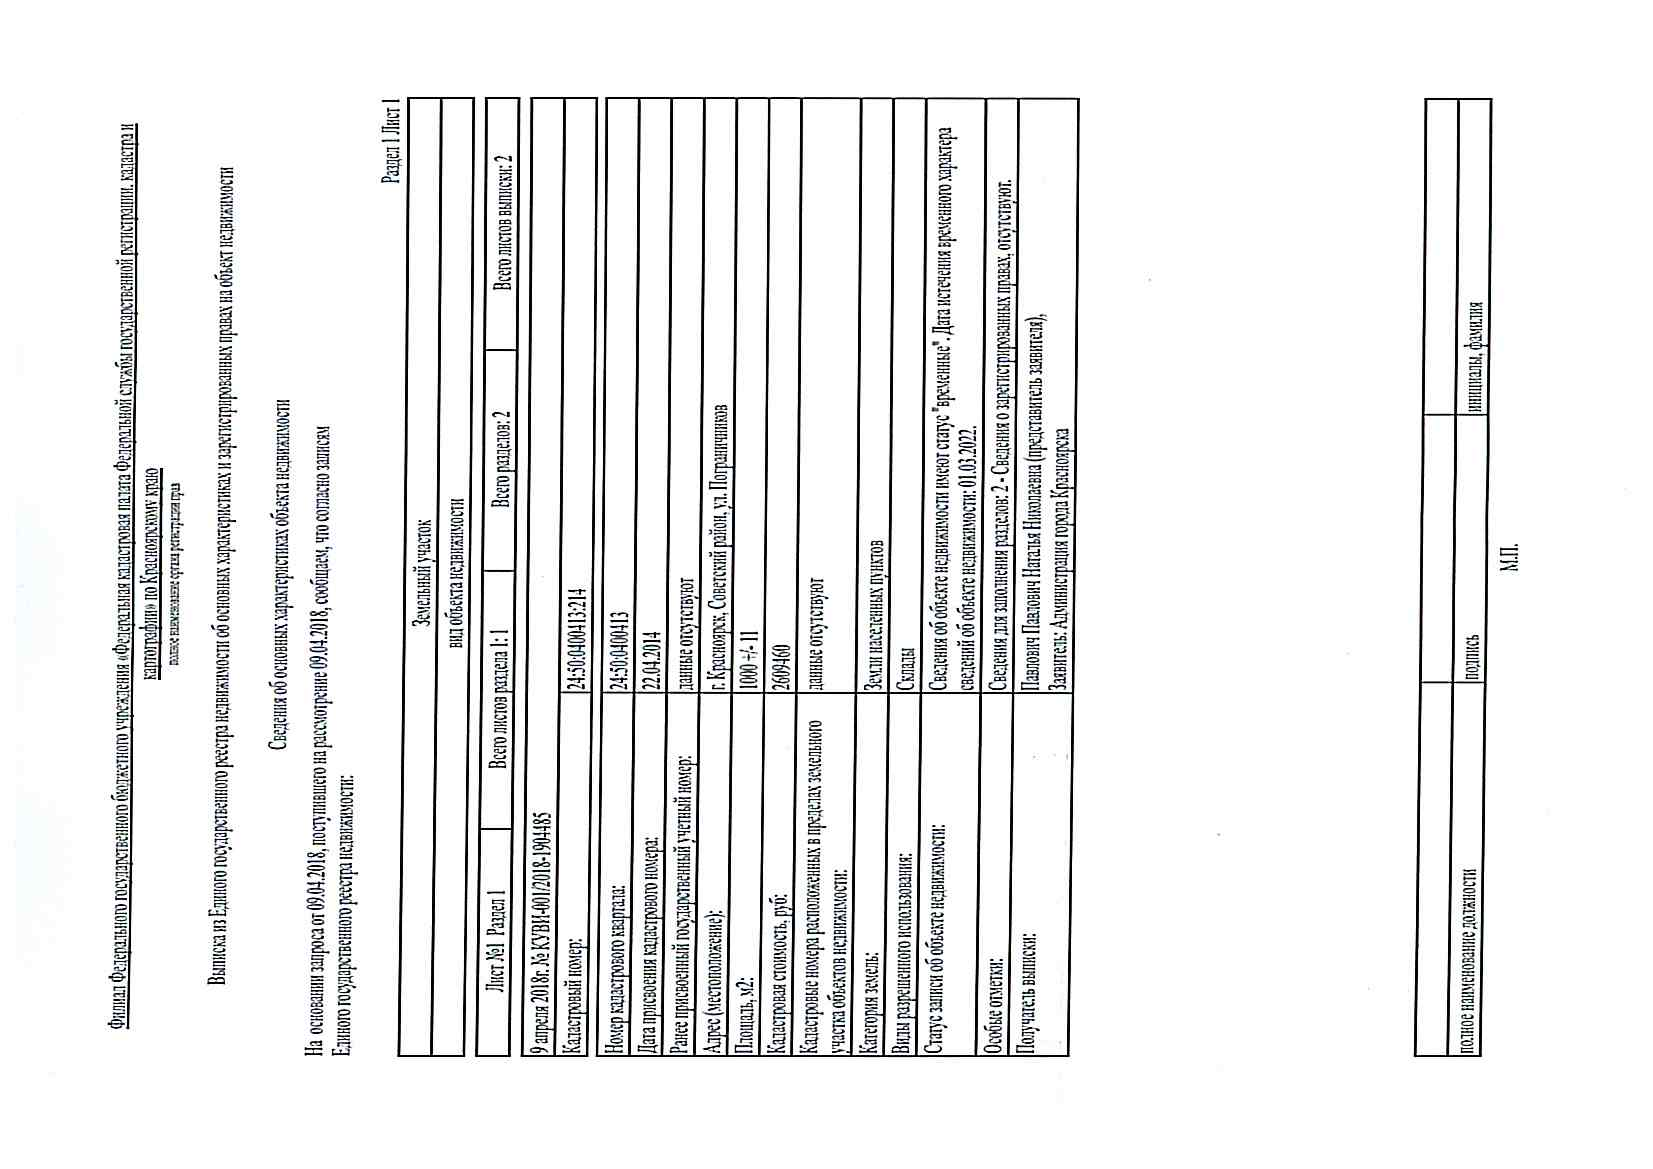 Филиал Федерального государственного бюджетного учреждения «Федеральная кадастровая палата Федеральной службы государственной регистрации, кадастра и
картографии» по Красноярскому краю
полное наименование органа регистрации прав
Выписка из Единого государственного реестра недвижимости об основных характеристиках и зарегистрированных правах на объект недвижимости
Сведения об основных характеристиках объекта недвижимости
На основании запроса от 09.04.2018, поступившего на рассмотрение 09.04.2018, сообщаем, что согласно записям
Единого государственного реестра недвижимости:
Раздел 1 Лист 1
Земельный участок
вид объекта недвижимости
Лист №1 Раздел 1 Всего листов раздела 1: 1 Всего разделов: 2 Всего листов выписки: 2
9 апреля 2018г. № КУВИ-001/2018-1904485
Кадастровый номер: 24:50:0400413:214
Номер кадастрового квартала: 24:50:0400413
Дата присвоения кадастрового номера: 22.04.2014
Ранее присвоенный государственный учетный номер: данные отсутствуют
Адрес (местоположение): г. Красноярск, Советский район, ул. Пограничников
Площадь, м2: 1000 +/- 11
Кадастровая стоимость, руб: 2609460
Кадастровые номера расположенных в пределах земельного данные отсутствуют
участка объектов недвижимости:
Категория земель: Земли населенных пунктов
Виды разрешенного использования: Склады
Статус записи об объекте недвижимости: Сведения об объекте недвижимости имеют статус "временные". Дата истечения временного характера
сведений об объекте недвижимости: 01.03.2022.
Особые отметки: Сведения для заполнения разделов: 2 - Сведения о зарегистрированных правах, отсутствуют.
Получатель выписки: Павлович Павлович Наталья Николаевна (представитель заявителя),
Заявитель: Администрация города Красноярска
полное наименование должности подпись инициалы, фамилия
М.П.